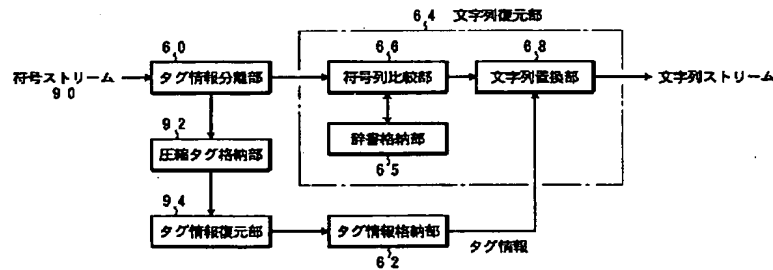 64 文字列復元部
60
66
68
符号ストリーム
90
タグ情報分離部
符号列比較部
文字列置換部
文字列ストリーム
92
圧縮タグ格納部
辞書格納部
65
94
タグ情報復元部
タグ情報格納部
62
タグ情報